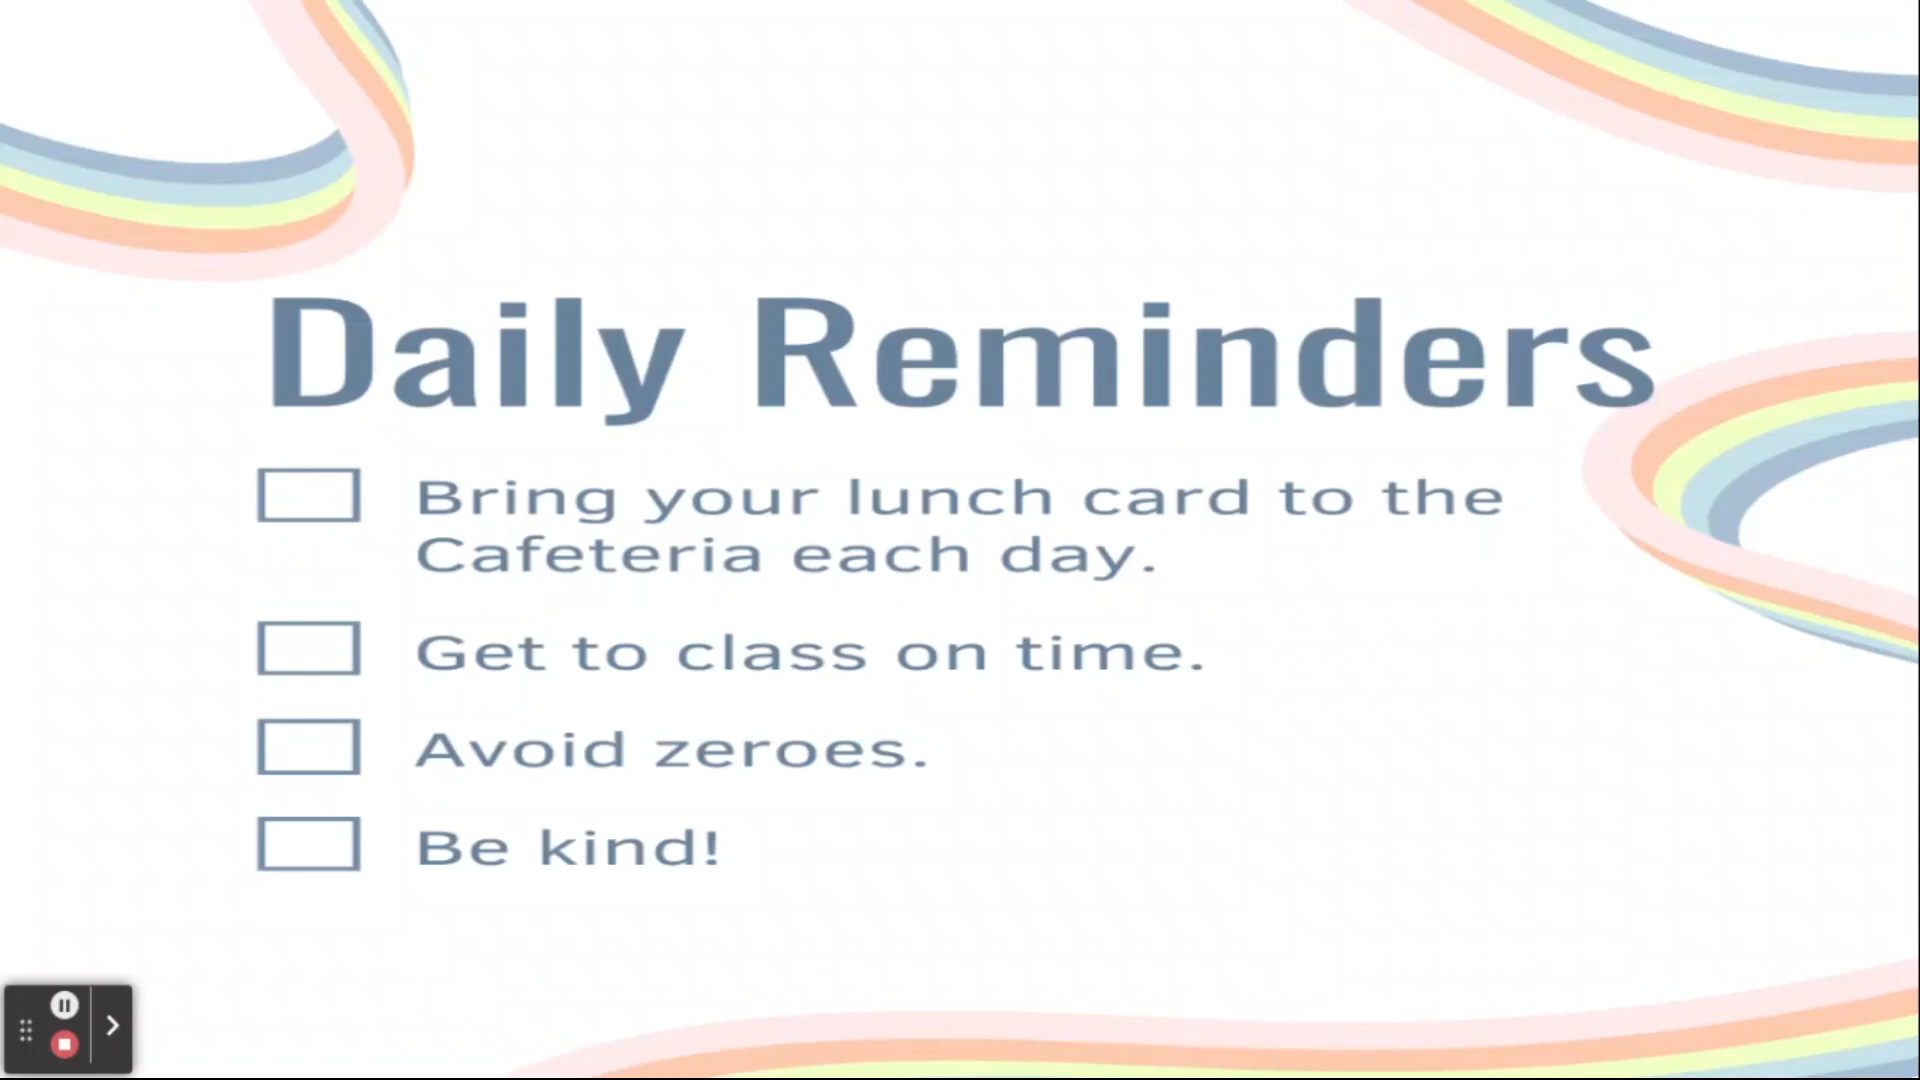 Daily Reminders
Bring your lunch card to the
Cafeteria each day.
Get to class on time.
Avoid zeroes.
Be kind!